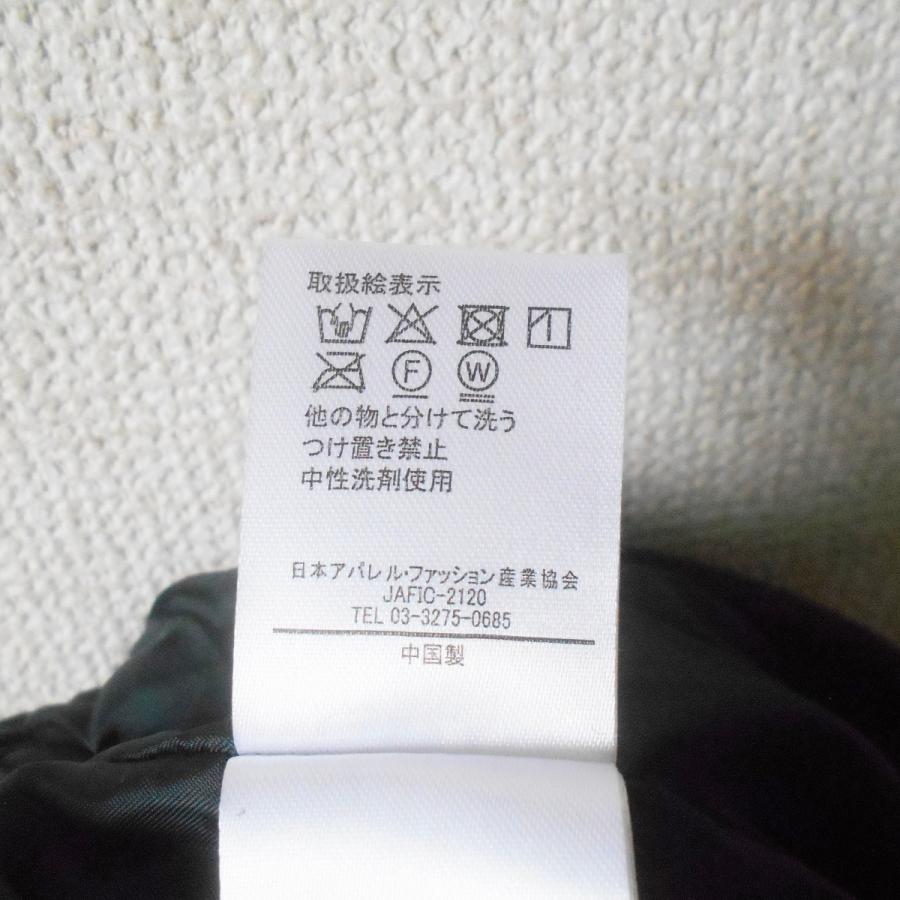 取扱絵表示
F W
他の物と分けて洗う
つけ置き禁止
中性洗剤使用
日本アパレル・ファッション産業協会
JAFIC-2120
TEL 03-3275-0685
中国製